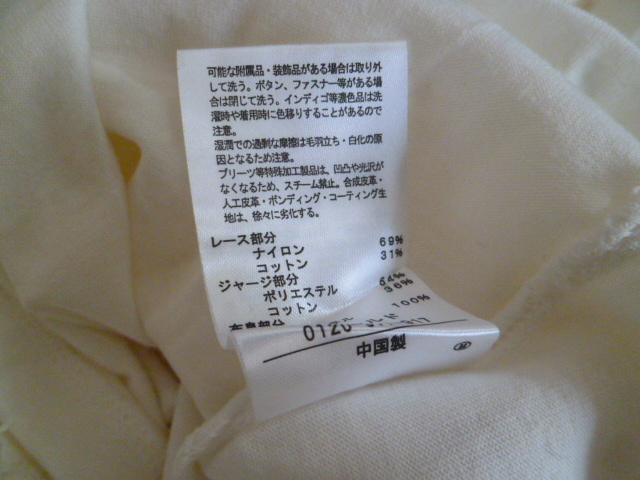 可能な附属品・装飾品がある場合は取り外
して洗う。ボタン、ファスナー等がある場
合は閉じて洗う。インディゴ等濃色品は洗
濯時や着用時に色移りすることがあるので
注意。
湿潤での過剰な摩擦は毛羽立ち・白化の原
因となるため注意。
プリーツ等特殊加工製品は、凹凸や光沢が
なくなるため、スチーム禁止。合成皮革・
人工皮革・ボンディング・コーティング生
地は、徐々に劣化する。
レース部分
ナイロン 69%
コットン 31%
ジャージ部分
ポリエステル 64%
コットン 36%
100%
0120
中国製